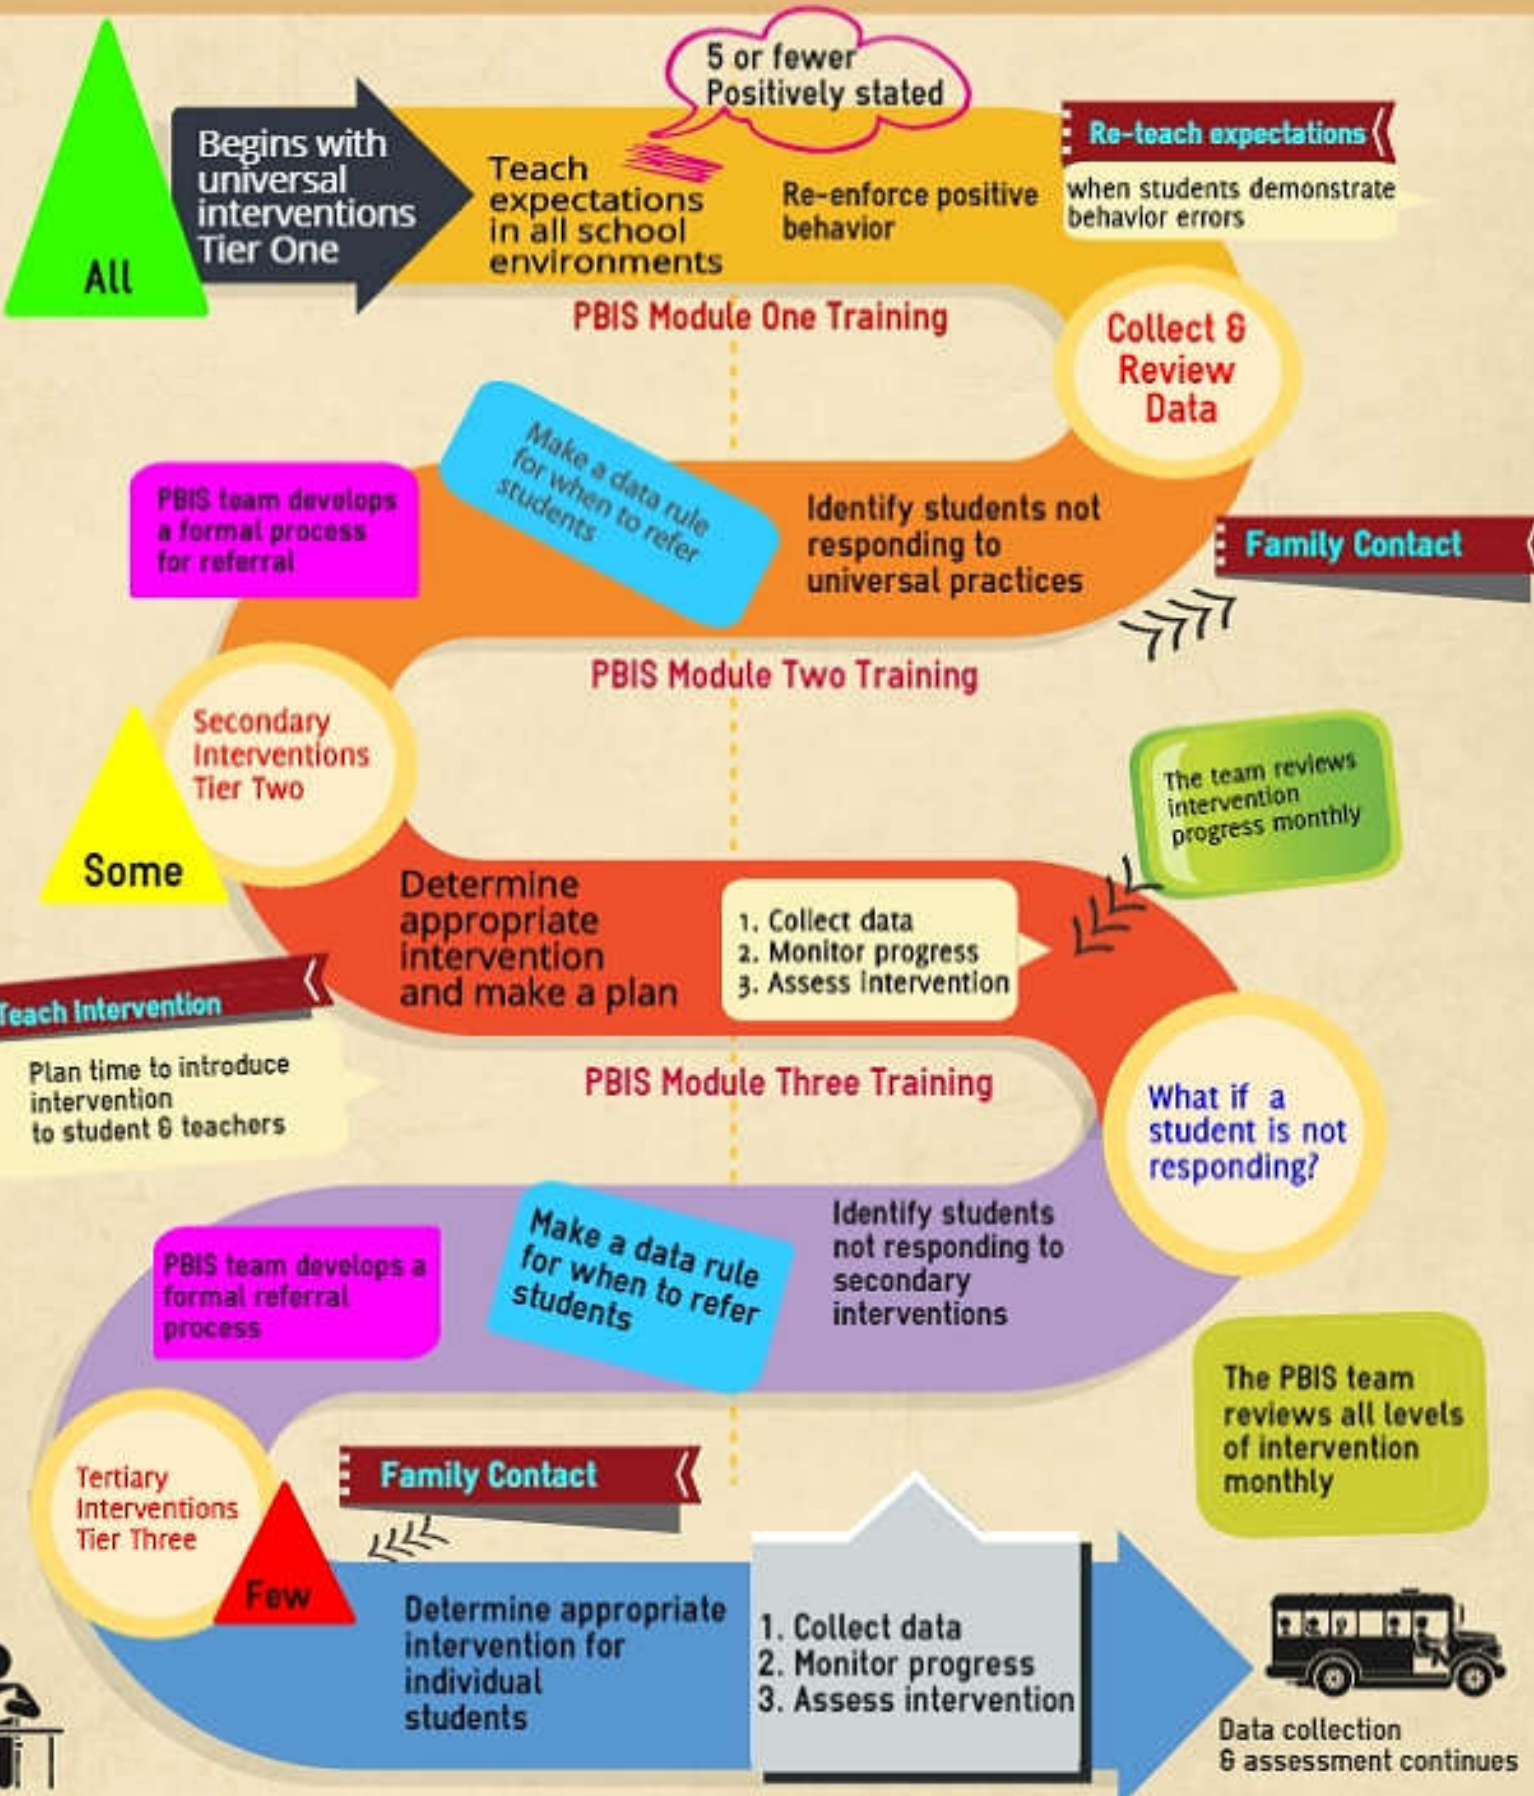 5 or fewer
Positively stated
All
Begins with
universal
interventions
Tier One
Teach
expectations
in all school
environments
Re-enforce positive
behavior
Re-teach expectations
when students demonstrate
behavior errors
PBIS Module One Training
Collect &
Review
Data
Identify students not
responding to
universal practices
Family Contact
Make a data rule
for when to refer
students
PBIS team develops
a formal process
for referral
PBIS Module Two Training
Secondary
Interventions
Tier Two
Some
Determine
appropriate
intervention
and make a plan
1. Collect data
2. Monitor progress
3. Assess intervention
The team reviews
intervention
progress monthly
Teach Intervention
Plan time to introduce
intervention
to student & teachers
PBIS Module Three Training
What if a
student is not
responding?
Identify students
not responding to
secondary
interventions
Make a data rule
for when to refer
students
PBIS team develops a
formal referral
process
Tertiary
Interventions
Tier Three
Few
Family Contact
Determine appropriate
intervention for
individual
students
1. Collect data
2. Monitor progress
3. Assess intervention
The PBIS team
reviews all levels
of intervention
monthly
Data collection
& assessment continues